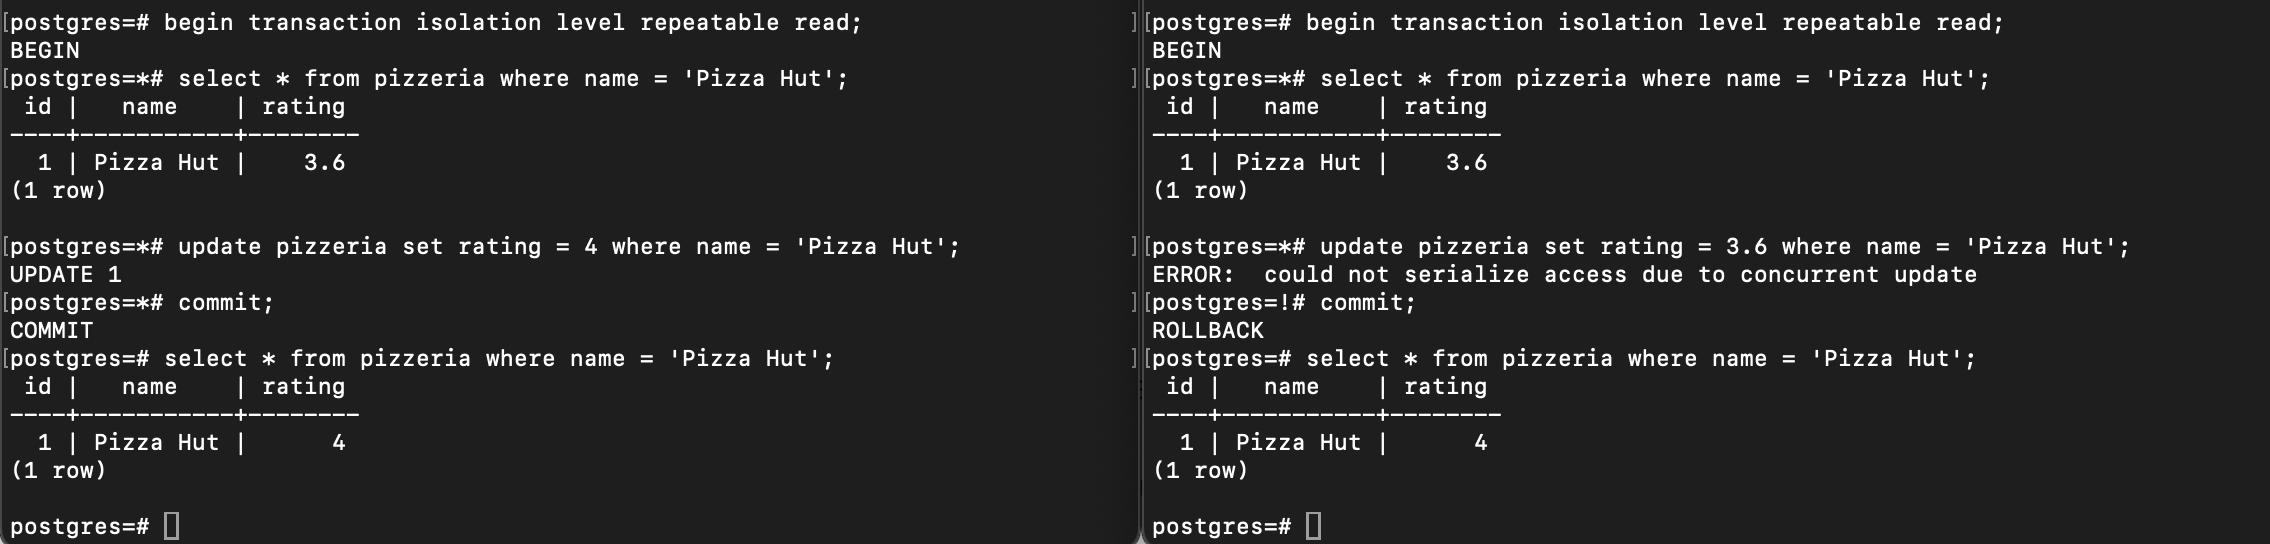 [postgres=# begin transaction isolation level repeatable read;
BEGIN
[postgres=*# select * from pizzeria where name = 'Pizza Hut';
 id |   name    | rating
----+-----------+--------
  1 | Pizza Hut |    3.6
(1 row)

[postgres=*# update pizzeria set rating = 4 where name = 'Pizza Hut';
UPDATE 1
[postgres=*# commit;
COMMIT
[postgres=# select * from pizzeria where name = 'Pizza Hut';
 id |   name    | rating
----+-----------+--------
  1 | Pizza Hut |      4
(1 row)

postgres=#
][postgres=# begin transaction isolation level repeatable read;
BEGIN
][postgres=*# select * from pizzeria where name = 'Pizza Hut';
 id |   name    | rating
----+-----------+--------
  1 | Pizza Hut |    3.6
(1 row)

][postgres=*# update pizzeria set rating = 3.6 where name = 'Pizza Hut';
ERROR:  could not serialize access due to concurrent update
][postgres=!# commit;
ROLLBACK
][postgres=# select * from pizzeria where name = 'Pizza Hut';
 id |   name    | rating
----+-----------+--------
  1 | Pizza Hut |      4
(1 row)

postgres=#